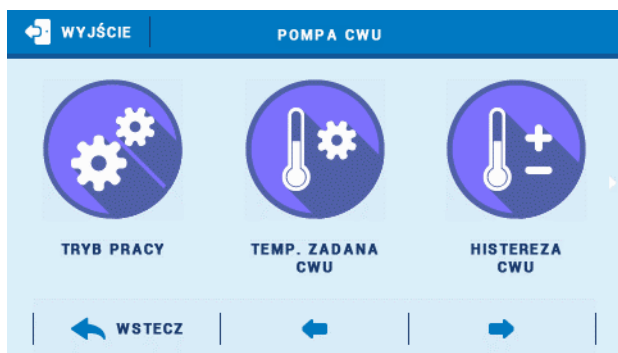 WYJŚCIE
POMPA CWU
TRYB PRACY
TEMP. ZADANA
CWU
HISTEREZA
CWU
WSTECZ